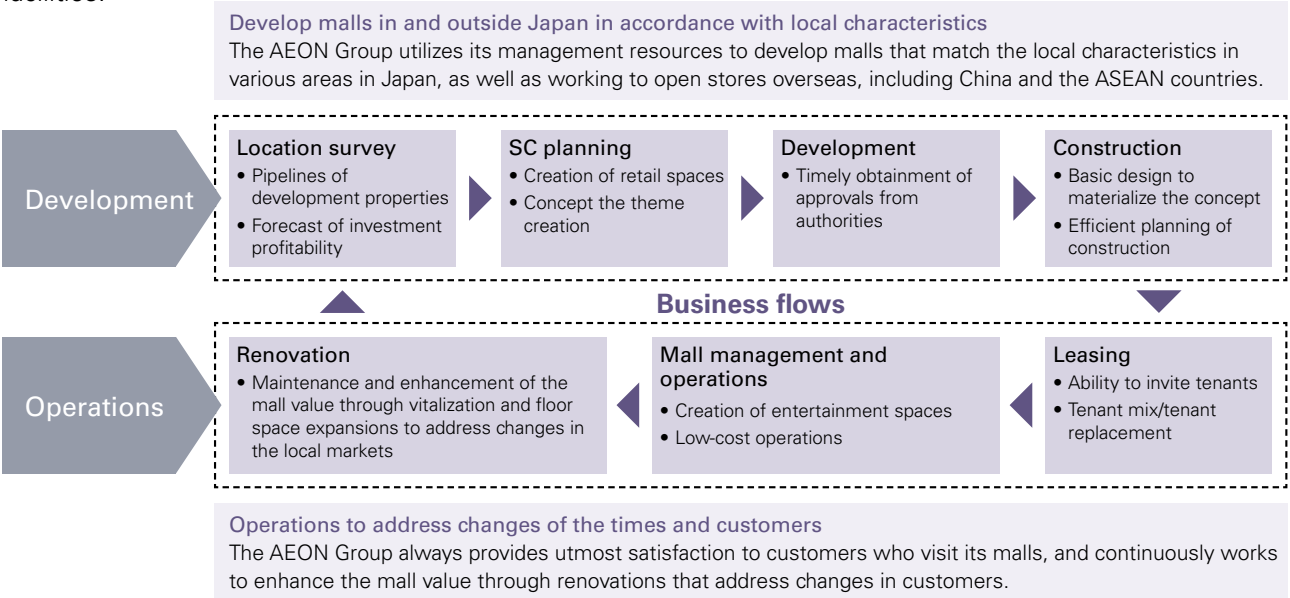 facilities.
Develop malls in and outside Japan in accordance with local characteristics
The AEON Group utilizes its management resources to develop malls that match the local characteristics in
various areas in Japan, as well as working to open stores overseas, including China and the ASEAN countries.
Development
Location survey
• Pipelines of
development properties
• Forecast of investment
profitability
SC planning
• Creation of retail spaces
• Concept the theme
creation
Development
• Timely obtainment of
approvals from
authorities
Construction
• Basic design to
materialize the concept
• Efficient planning of
construction
Business flows
Operations
Renovation
• Maintenance and enhancement of the
mall value through vitalization and floor
space expansions to address changes in
the local markets
Mall management and
operations
• Creation of entertainment spaces
• Low-cost operations
Leasing
• Ability to invite tenants
• Tenant mix/tenant
replacement
Operations to address changes of the times and customers
The AEON Group always provides utmost satisfaction to customers who visit its malls, and continuously works
to enhance the mall value through renovations that address changes in customers.